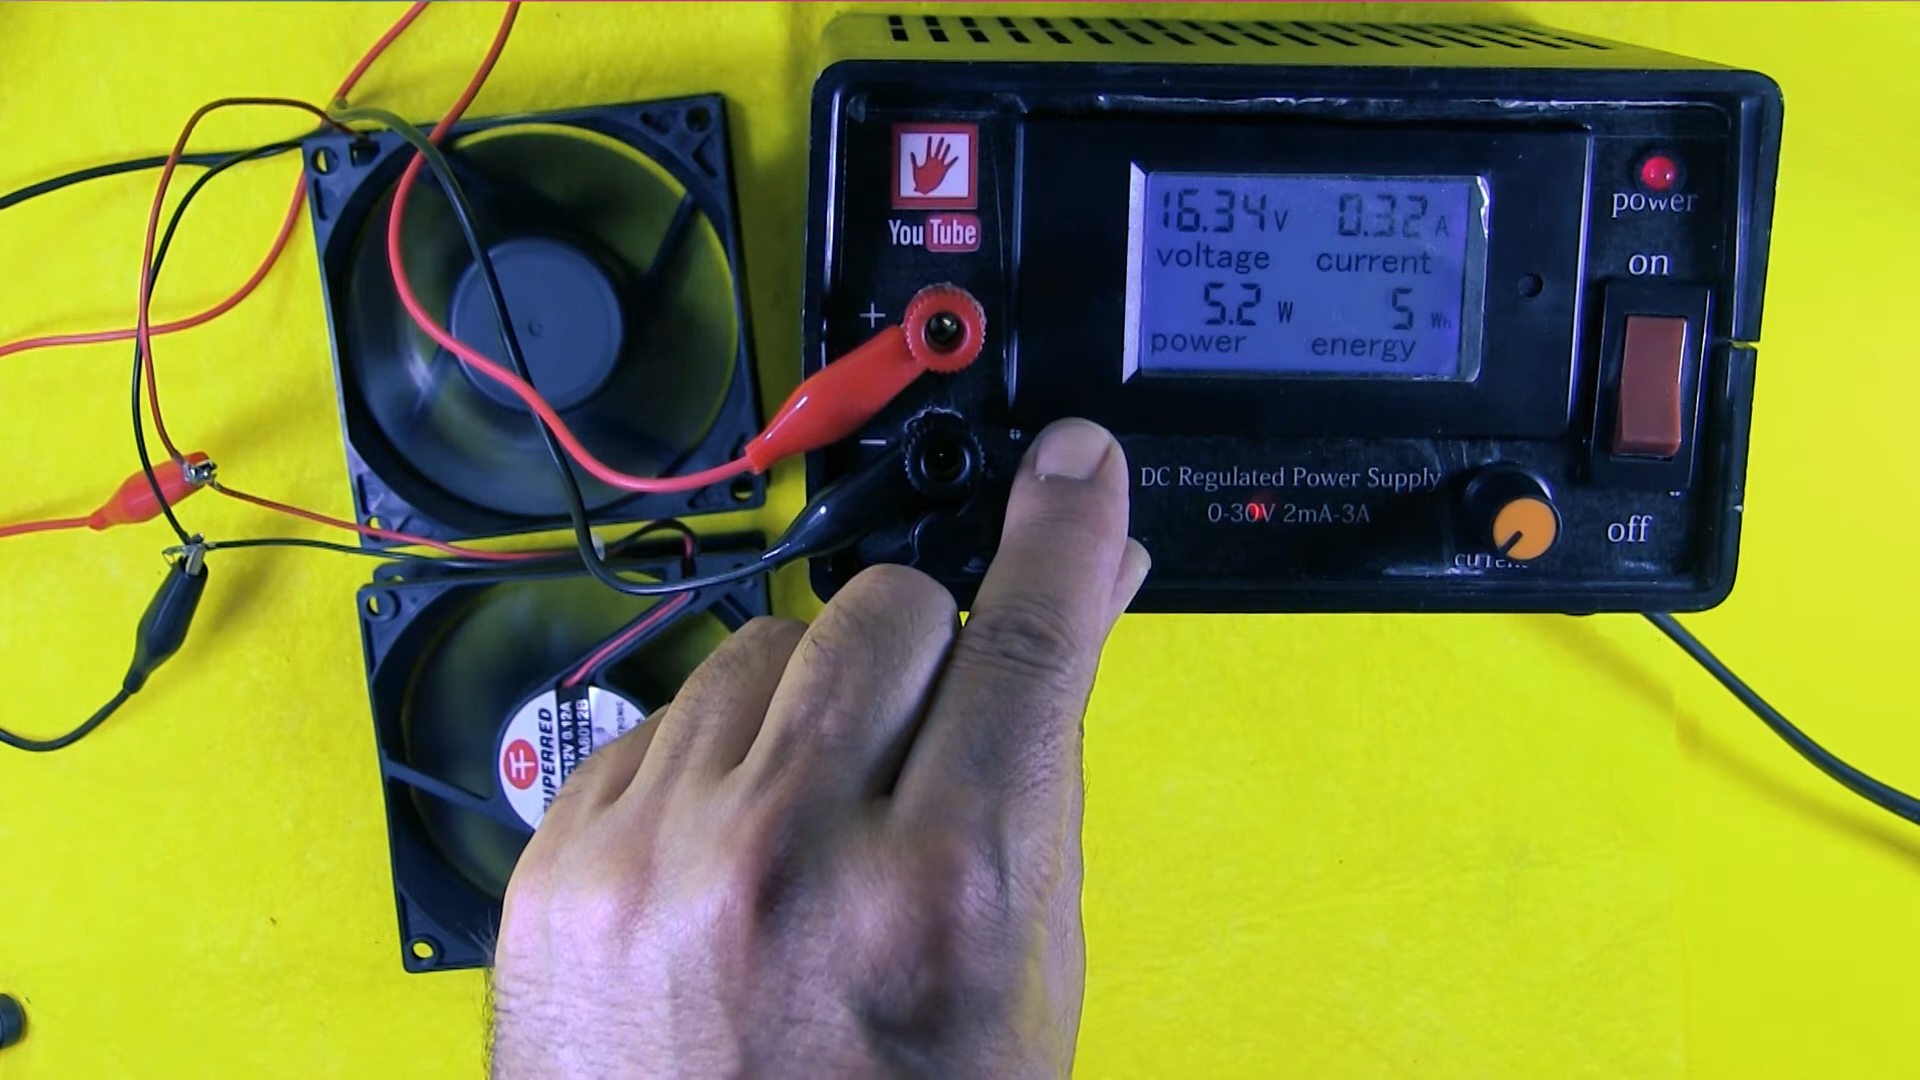 You Tube
+
−
16.34 V 0.32 A
voltage current
5.2 W 5 Wh
power energy
power
on
off
DC Regulated Power Supply
0-30V 2mA-3A
12V 0.12A